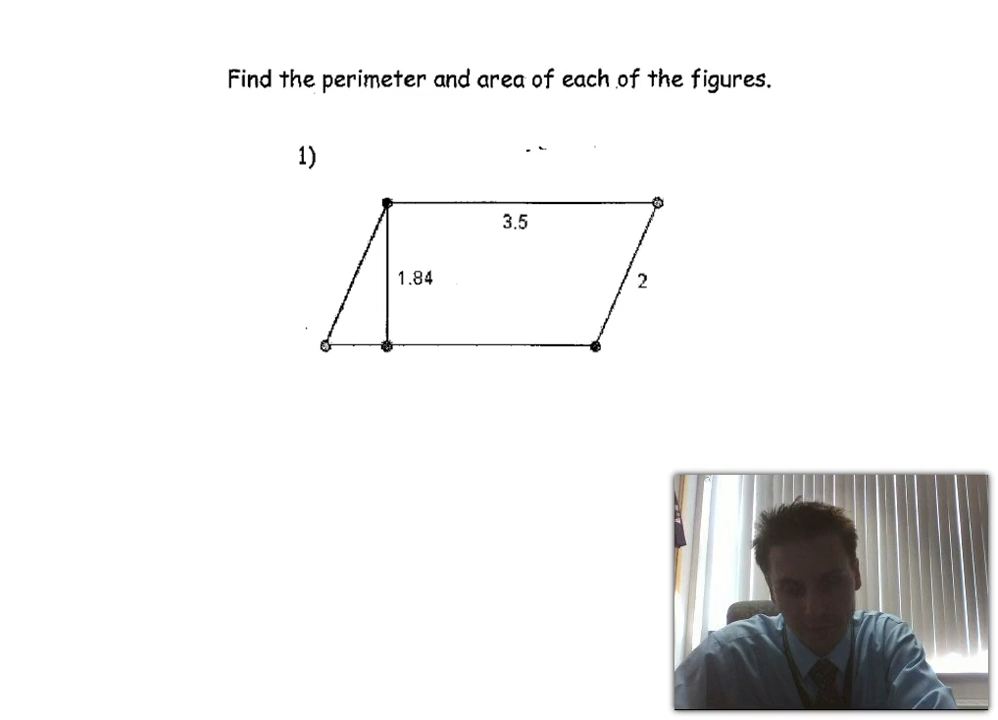 Find the perimeter and area of each of the figures.
1)
3.5
1.84
2